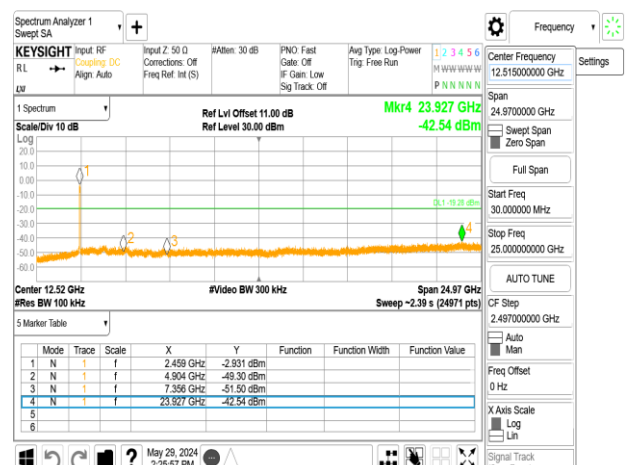 Spectrum Analyzer 1
Swept SA
Frequency
KEYSIGHT
RL
Input: RF
Coupling: DC
Align: Auto
Input Z: 50 Ω
Corrections: Off
Freq Ref: Int (S)
#Atten: 30 dB
PNO: Fast
Gate: Off
IF Gain: Low
Sig Track: Off
Avg Type: Log-Power
Trig: Free Run
1 2 3 4 5 6
M W W W W W
P N N N N N
1 Spectrum
Scale/Div 10 dB
Ref Lvl Offset 11.00 dB
Ref Level 30.00 dBm
Mkr4 23.927 GHz
-42.54 dBm
Log
20.0
10.0
0.00
-10.0
-20.0
-30.0
-40.0
-50.0
-60.0
1
2
3
4
Center 12.52 GHz
#Res BW 100 kHz
#Video BW 300 kHz
Span 24.97 GHz
Sweep ~2.39 s (24971 pts)
5 Marker Table
Mode Trace Scale X Y Function Function Width Function Value
1 N 1 f 2.459 GHz -2.931 dBm
2 N 1 f 4.904 GHz -49.30 dBm
3 N 1 f 7.356 GHz -51.50 dBm
4 N 1 f 23.927 GHz -42.54 dBm
5
6
May 29, 2024
2:25:57 PM
Center Frequency
12.515000000 GHz
Settings
Span
24.9700000 GHz
Swept Span
Zero Span
Full Span
Start Freq
30.000000 MHz
Stop Freq
25.000000000 GHz
AUTO TUNE
CF Step
2.497000000 GHz
Auto
Man
Freq Offset
0 Hz
X Axis Scale
Log
Lin
Signal Track